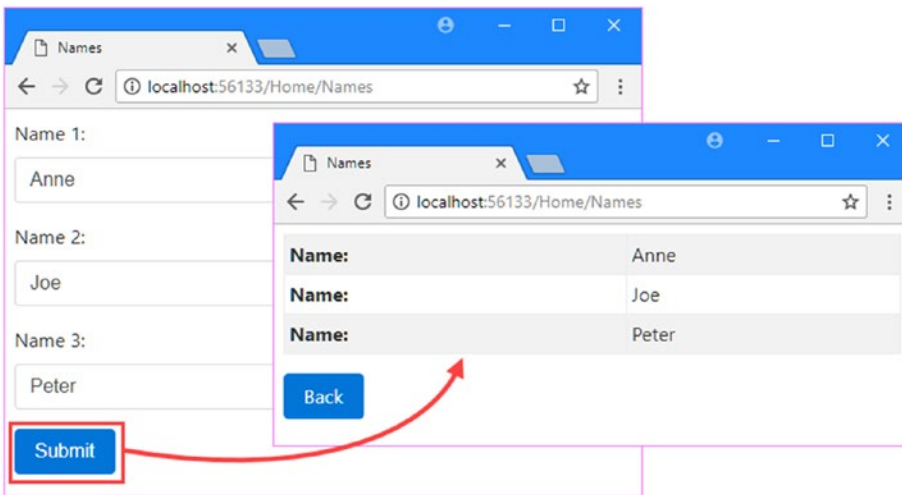 Names
localhost:56133/Home/Names
Name 1:
Anne
Name 2:
Joe
Name 3:
Peter
Submit
Names
localhost:56133/Home/Names
Name: Anne
Name: Joe
Name: Peter
Back